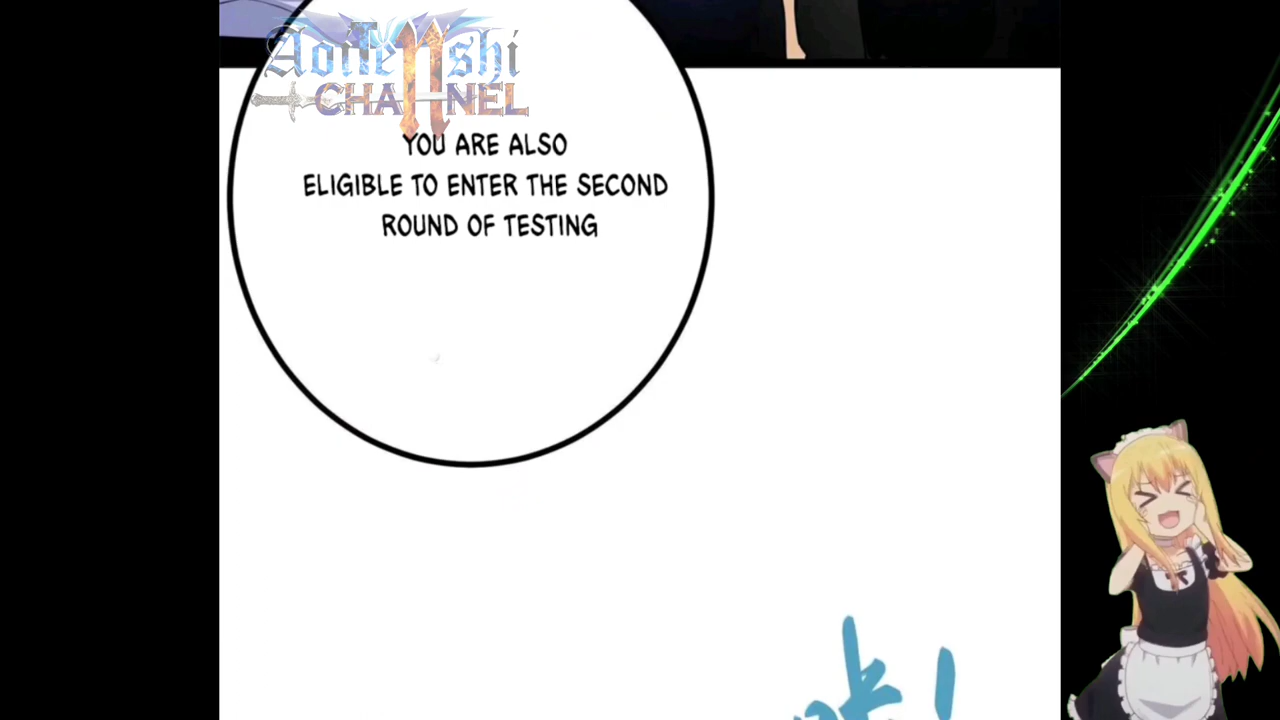 AoiTenshi
CHANNEL
YOU ARE ALSO
ELIGIBLE TO ENTER THE SECOND
ROUND OF TESTING